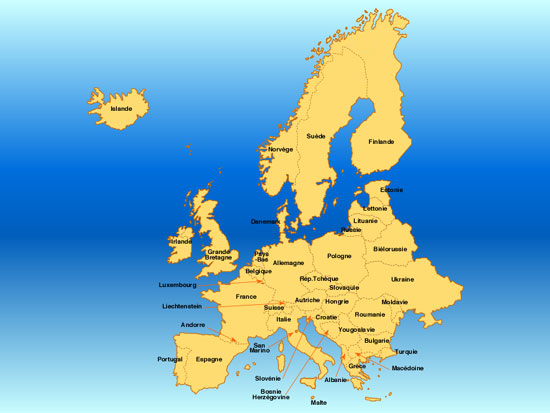 Islande
Suède
Finlande
Norvège
Estonie
Lettonie
Danemark
Lituanie
Russie
Irlande
Grande
Bretagne
Pays
Bas
Biélorussie
Pologne
Allemagne
Belgique
Rép.Tchèque
Ukraine
Luxembourg
Slovaquie
France
Liechtenstein
Autriche
Hongrie
Moldavie
Suisse
Roumanie
Italie
Croatie
Andorre
Yougoslavie
San
Marino
Bulgarie
Turquie
Portugal
Espagne
Grèce
Macédoine
Slovénie
Albanie
Bosnie
Herzégovine
Malte